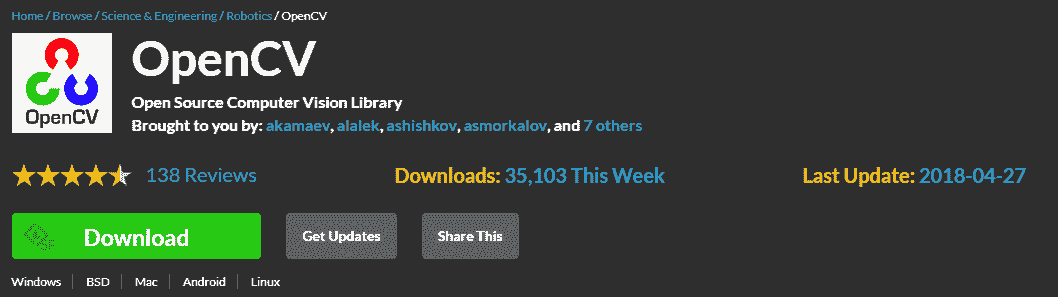 Home / Browse / Science & Engineering / Robotics / OpenCV
OpenCV
OpenCV
Open Source Computer Vision Library
Brought to you by: akamaev, alalek, ashishkov, asmorkalov, and 7 others
138 Reviews Downloads: 35,103 This Week Last Update: 2018-04-27
Download Get Updates Share This
Windows BSD Mac Android Linux